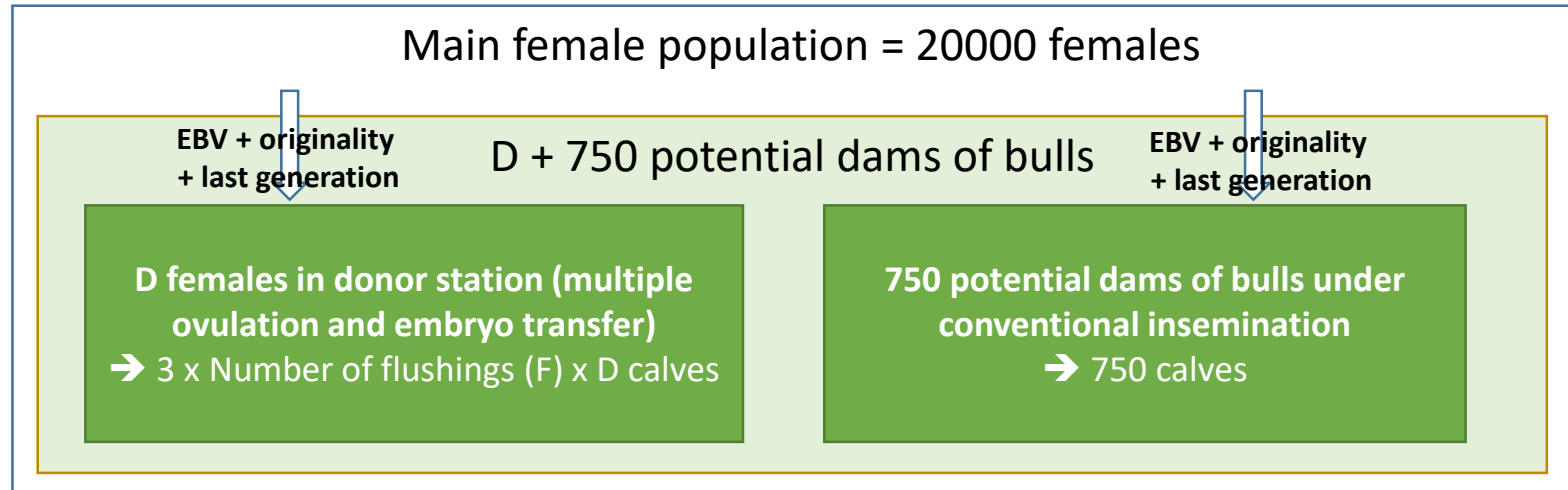 Main female population = 20000 females
EBV + originality
+ last generation
D + 750 potential dams of bulls
EBV + originality
+ last generation
D females in donor station (multiple
ovulation and embryo transfer)
➔ 3 x Number of flushings (F) x D calves
750 potential dams of bulls under
conventional insemination
➔ 750 calves